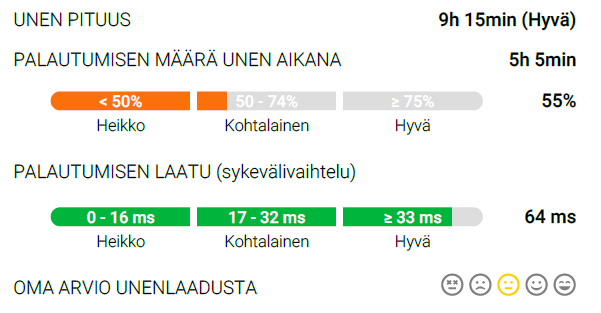 UNEN PITUUS 9h 15min (Hyvä)
PALAUTUMISEN MÄÄRÄ UNEN AIKANA 5h 5min
< 50% 50 - 74% ≥ 75% 55%
Heikko Kohtalainen Hyvä
PALAUTUMISEN LAATU (sykevälivaihtelu)
0 - 16 ms 17 - 32 ms ≥ 33 ms 64 ms
Heikko Kohtalainen Hyvä
OMA ARVIO UNENLAADUSTA